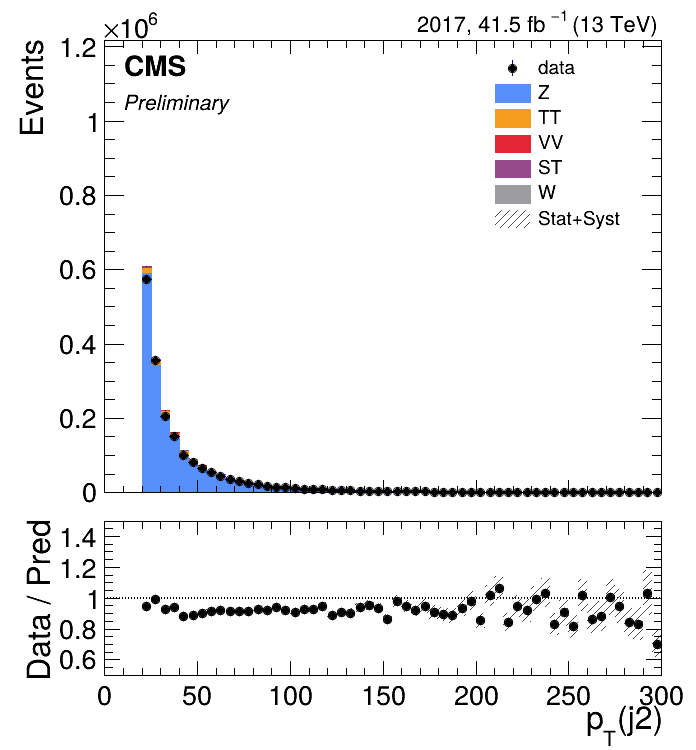 ×10⁶
2017, 41.5 fb⁻¹ (13 TeV)
CMS
Preliminary
Events
1.2
1
0.8
0.6
0.4
0.2
0
data
Z
TT
VV
ST
W
Stat+Syst
Data / Pred
1.4
1.2
1
0.8
0.6
0 50 100 150 200 250 300
p_T(j2)